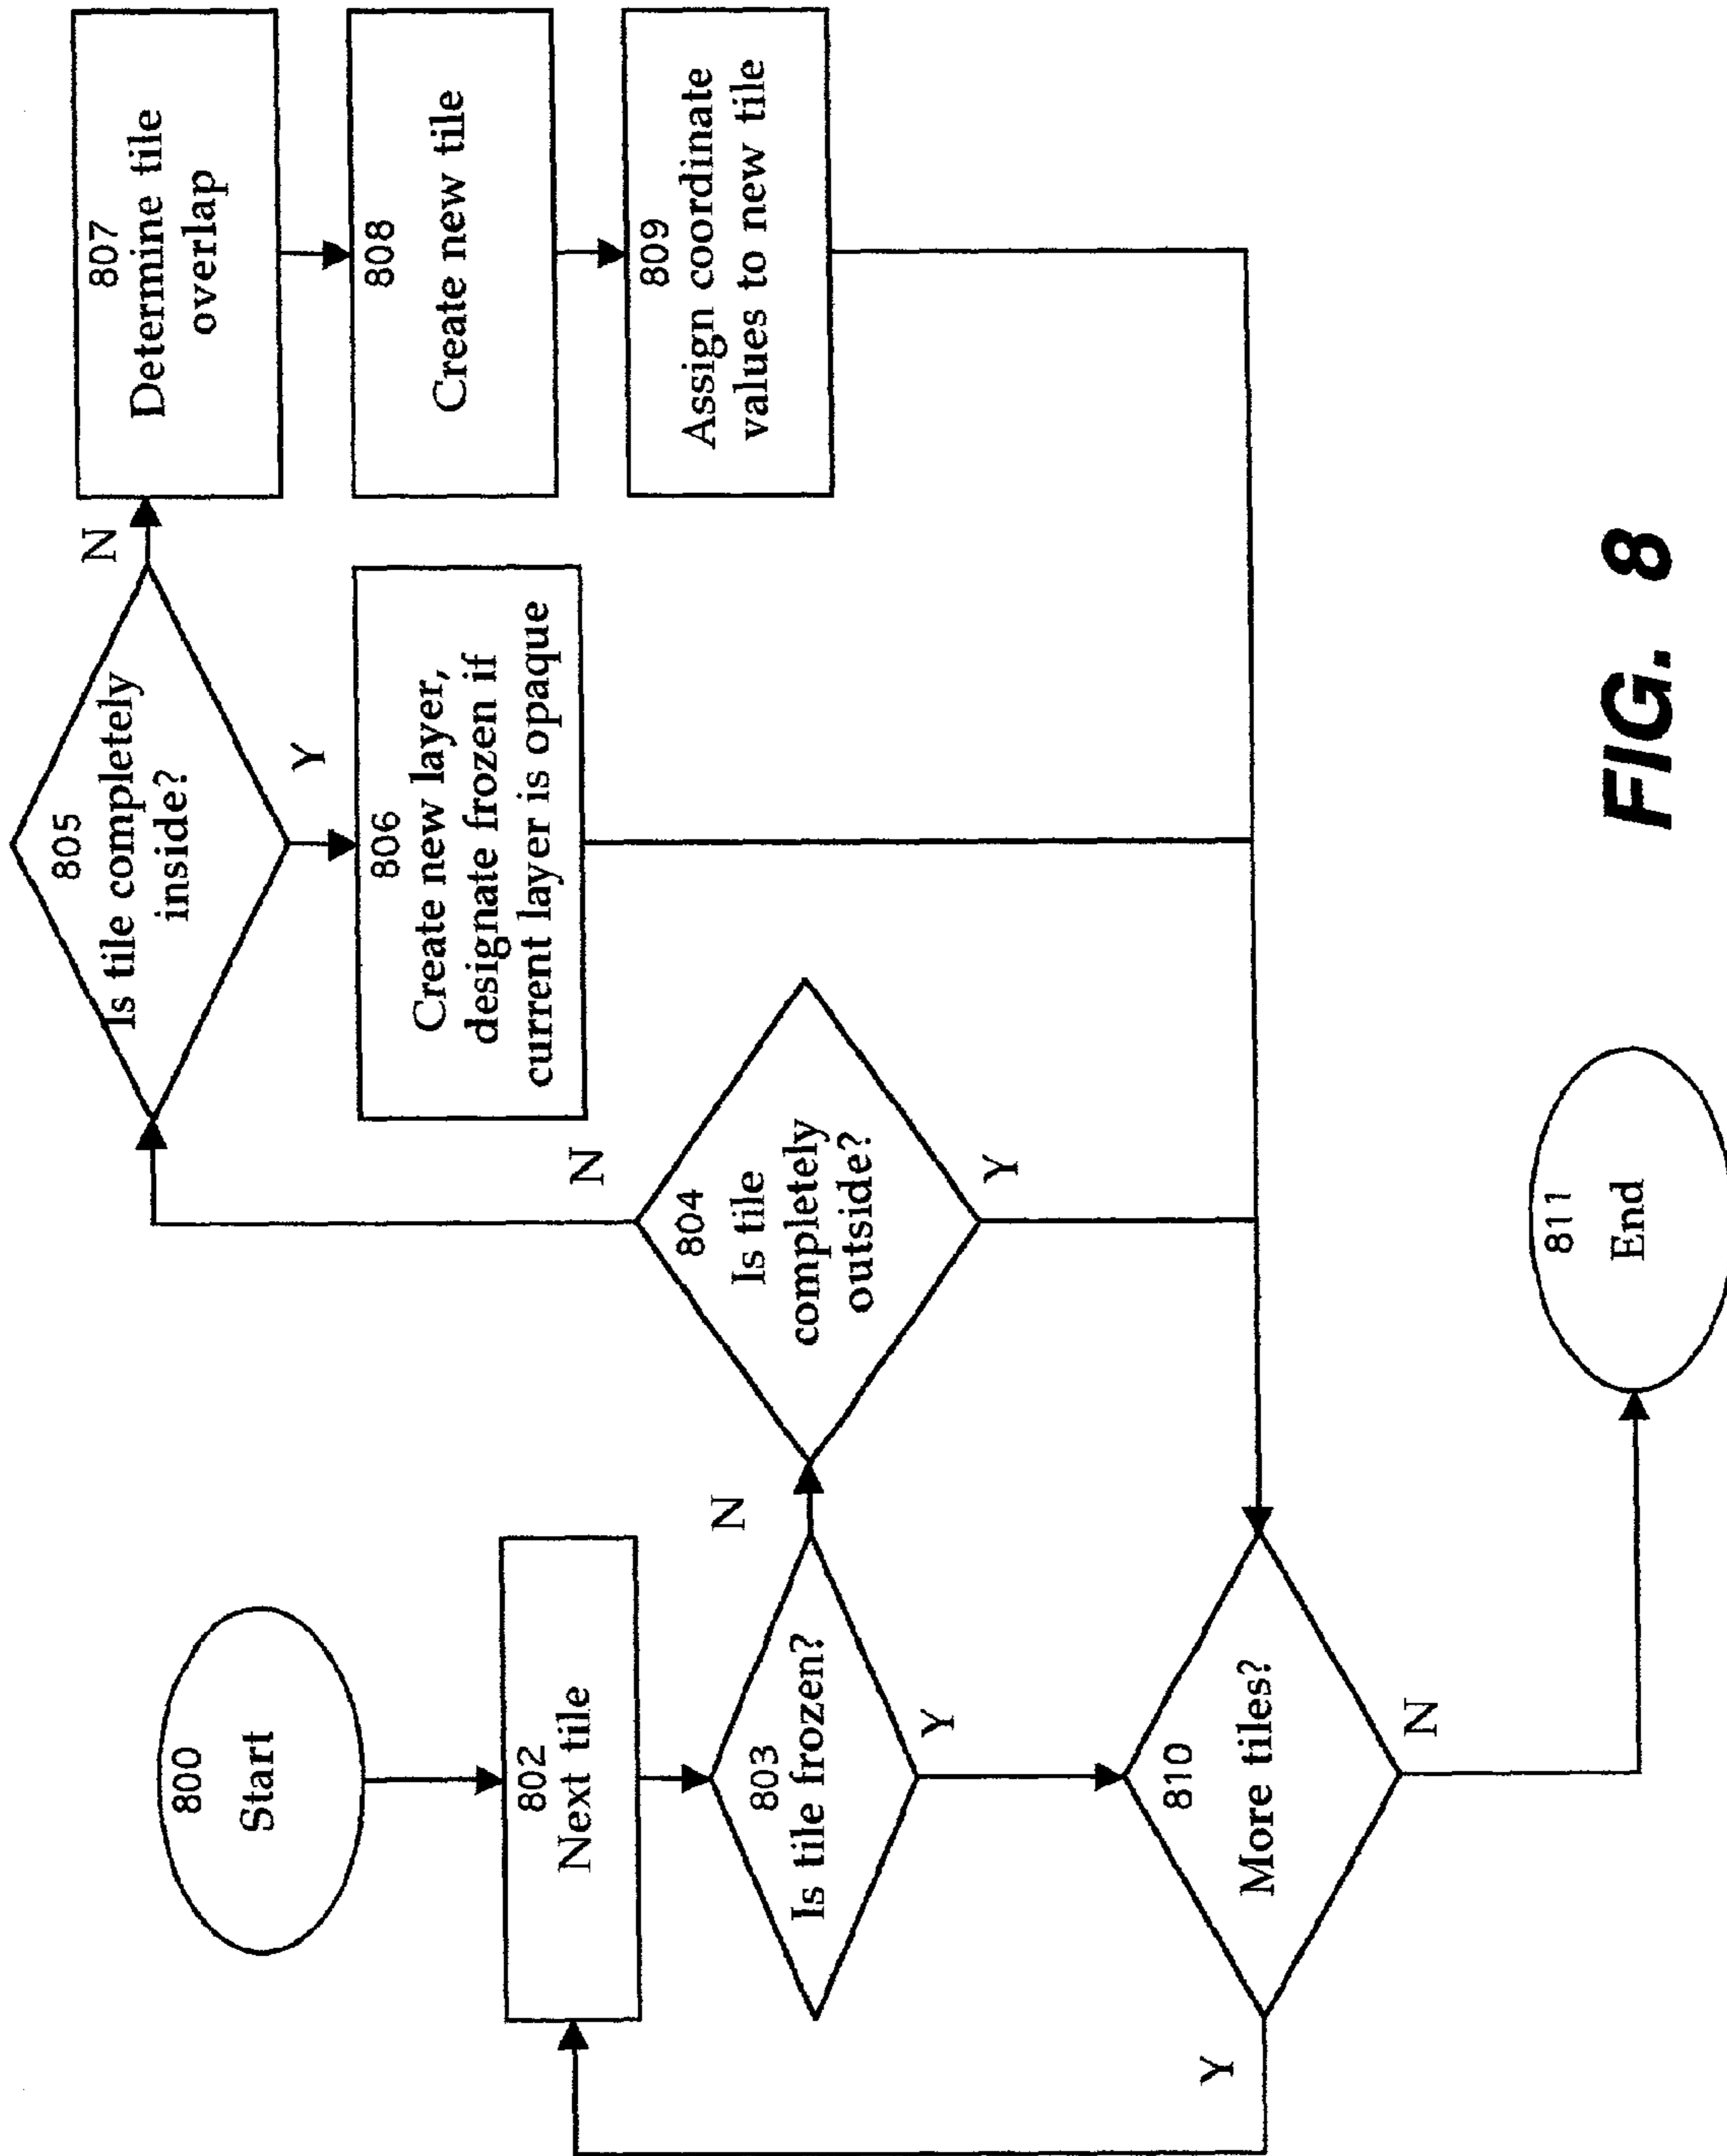 800
Start
802
Next tile
803
Is tile frozen?
Y
N
804
Is tile
completely
outside?
Y
N
805
Is tile completely
inside?
Y
N
806
Create new layer,
designate frozen if
current layer is opaque
807
Determine tile
overlap
808
Create new tile
809
Assign coordinate
values to new tile
810
More tiles?
Y
N
811
End
FIG. 8